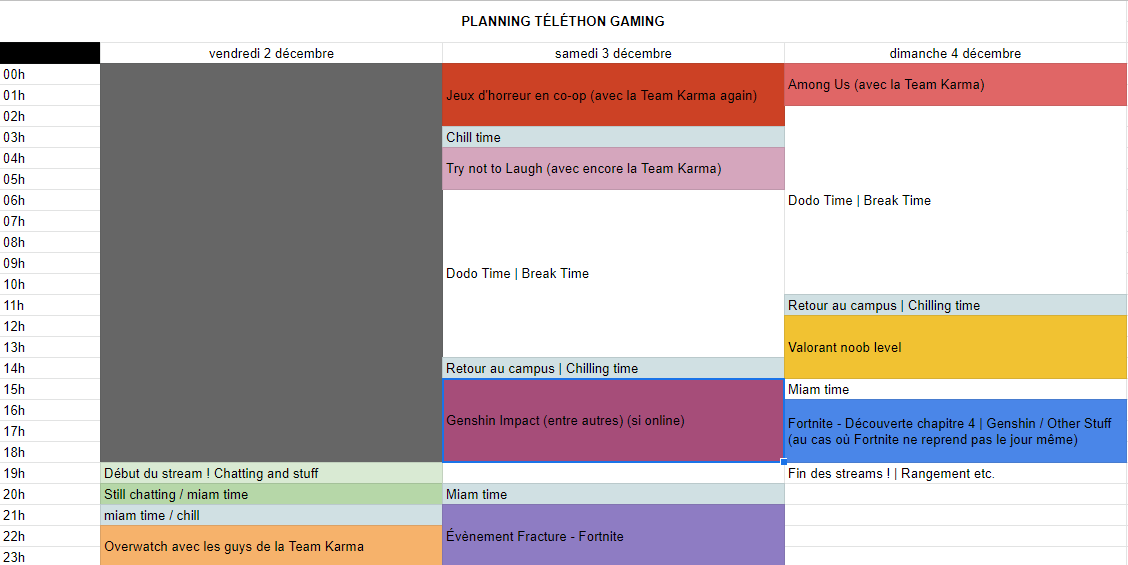 PLANNING TÉLÉTHON GAMING
vendredi 2 décembre samedi 3 décembre dimanche 4 décembre
00h
01h Jeux d'horreur en co-op (avec la Team Karma again) Among Us (avec la Team Karma)
02h
03h Chill time
04h
05h Try not to Laugh (avec encore la Team Karma)
06h Dodo Time | Break Time
07h
08h
09h
10h Dodo Time | Break Time
11h Retour au campus | Chilling time
12h
13h Valorant noob level
14h Retour au campus | Chilling time
15h Miam time
16h
17h Genshin Impact (entre autres) (si online) Fortnite - Découverte chapitre 4 | Genshin / Other Stuff
(au cas où Fortnite ne reprend pas le jour même)
18h
19h Début du stream ! Chatting and stuff Fin des streams ! | Rangement etc.
20h Still chatting / miam time Miam time
21h miam time / chill
22h Évènement Fracture - Fortnite
Overwatch avec les guys de la Team Karma
23h